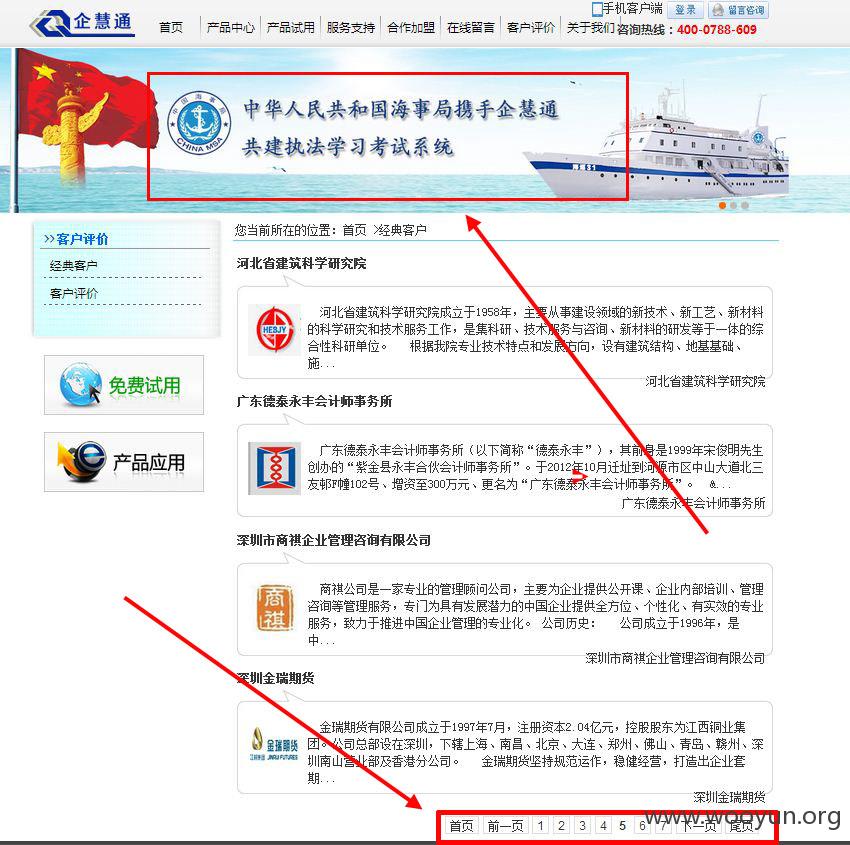 企慧通
首页 产品中心 产品试用 服务支持 合作加盟 在线留言 客户评价 关于我们
手机客户端 登录 留言咨询
咨询热线：400-0788-609
中国海事局
CHINA MSA
中华人民共和国海事局携手企慧通
共建执法学习考试系统
海巡31
>>客户评价
经典客户
客户评价
免费试用
产品应用
您当前所在的位置：首页 >经典客户
河北省建筑科学研究院
HEBJY
河北省建筑科学研究院成立于1958年，主要从事建设领域的新技术、新工艺、新材料
的科学研究和技术服务工作，是集科研、技术服务与咨询、新材料的研发等于一体的综
合性科研单位。 根据我院专业技术特点和发展方向，设有建筑结构、地基基础、
施...
河北省建筑科学研究院
广东德泰永丰会计师事务所
广东德泰永丰会计师事务所（以下简称“德泰永丰”），其前身是1999年宋俊明先生
创办的“紫金县永丰合伙会计师事务所”。于2012年10月迁址到河源市区中山大道北三
友邨F幢102号、增资至300万元、更名为“广东德泰永丰会计师事务所”。 &...
广东德泰永丰会计师事务所
深圳市商祺企业管理咨询有限公司
商祺
商祺公司是一家专业的管理顾问公司，主要为企业提供公开课、企业内部培训、管理
咨询等管理服务，专门为具有发展潜力的中国企业提供全方位、个性化、有实效的专业
服务，致力于推进中国企业管理的专业化。 公司历史： 公司成立于1996年，是
中...
深圳市商祺企业管理咨询有限公司
深圳金瑞期货
金瑞期货
JINRUI FUTURES
金瑞期货有限公司成立于1997年7月，注册资本2.04亿元，控股股东为江西铜业集
团。公司总部设在深圳，下辖上海、南昌、北京、大连、郑州、佛山、青岛、赣州、深
圳南山营业部及香港分公司。 金瑞期货坚持规范运作，稳健经营，打造出企业套
期...
深圳金瑞期货
首页 前一页 1 2 3 4 5 6 7 下一页 尾页
www.wooyun.org